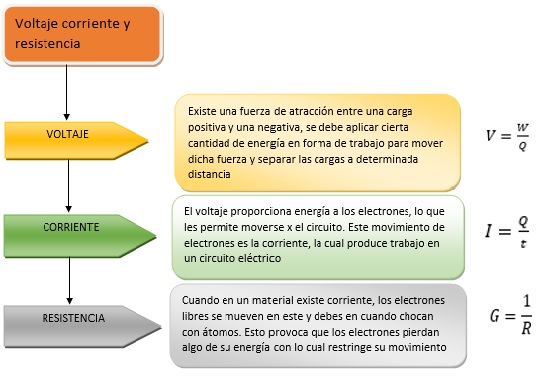 Voltaje corriente y
resistencia
VOLTAJE
Existe una fuerza de atracción entre una carga
positiva y una negativa, se debe aplicar cierta
cantidad de energía en forma de trabajo para mover
dicha fuerza y separar las cargas a determinada
distancia
V = W/Q
CORRIENTE
El voltaje proporciona energía a los electrones, lo que
les permite moverse x el circuito. Este movimiento de
electrones es la corriente, la cual produce trabajo en
un circuito eléctrico
I = Q/t
RESISTENCIA
Cuando en un material existe corriente, los electrones
libres se mueven en este y debes en cuando chocan
con átomos. Esto provoca que los electrones pierdan
algo de su energía con lo cual restringe su movimiento
G = 1/R